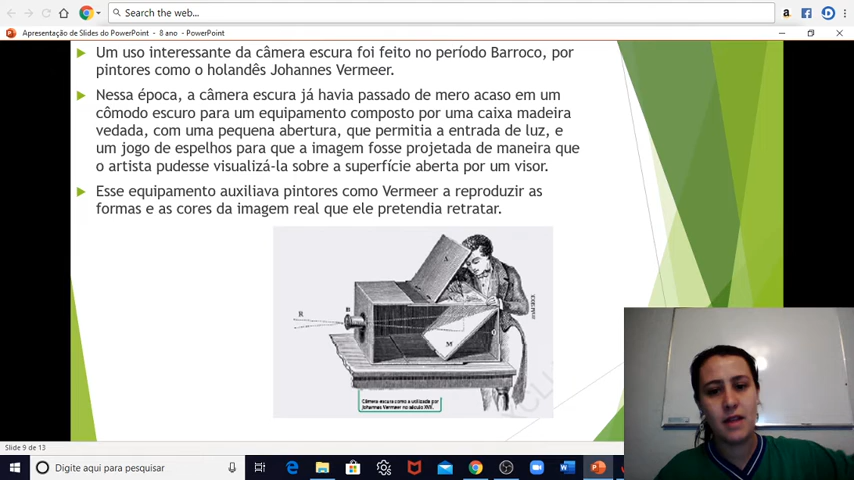 Search the web...
Apresentação de Slides do PowerPoint - 8 ano - PowerPoint
Um uso interessante da câmera escura foi feito no período Barroco, por
pintores como o holandês Johannes Vermeer.
Nessa época, a câmera escura já havia passado de mero acaso em um
cômodo escuro para um equipamento composto por uma caixa madeira
vedada, com uma pequena abertura, que permitia a entrada de luz, e
um jogo de espelhos para que a imagem fosse projetada de maneira que
o artista pudesse visualizá-la sobre a superfície aberta por um visor.
Esse equipamento auxiliava pintores como Vermeer a reproduzir as
formas e as cores da imagem real que ele pretendia retratar.
A
B
R
M
O
Câmera escura como a utilizada por
Johannes Vermeer no século XVII.
Slide 9 de 13
Digite aqui para pesquisar